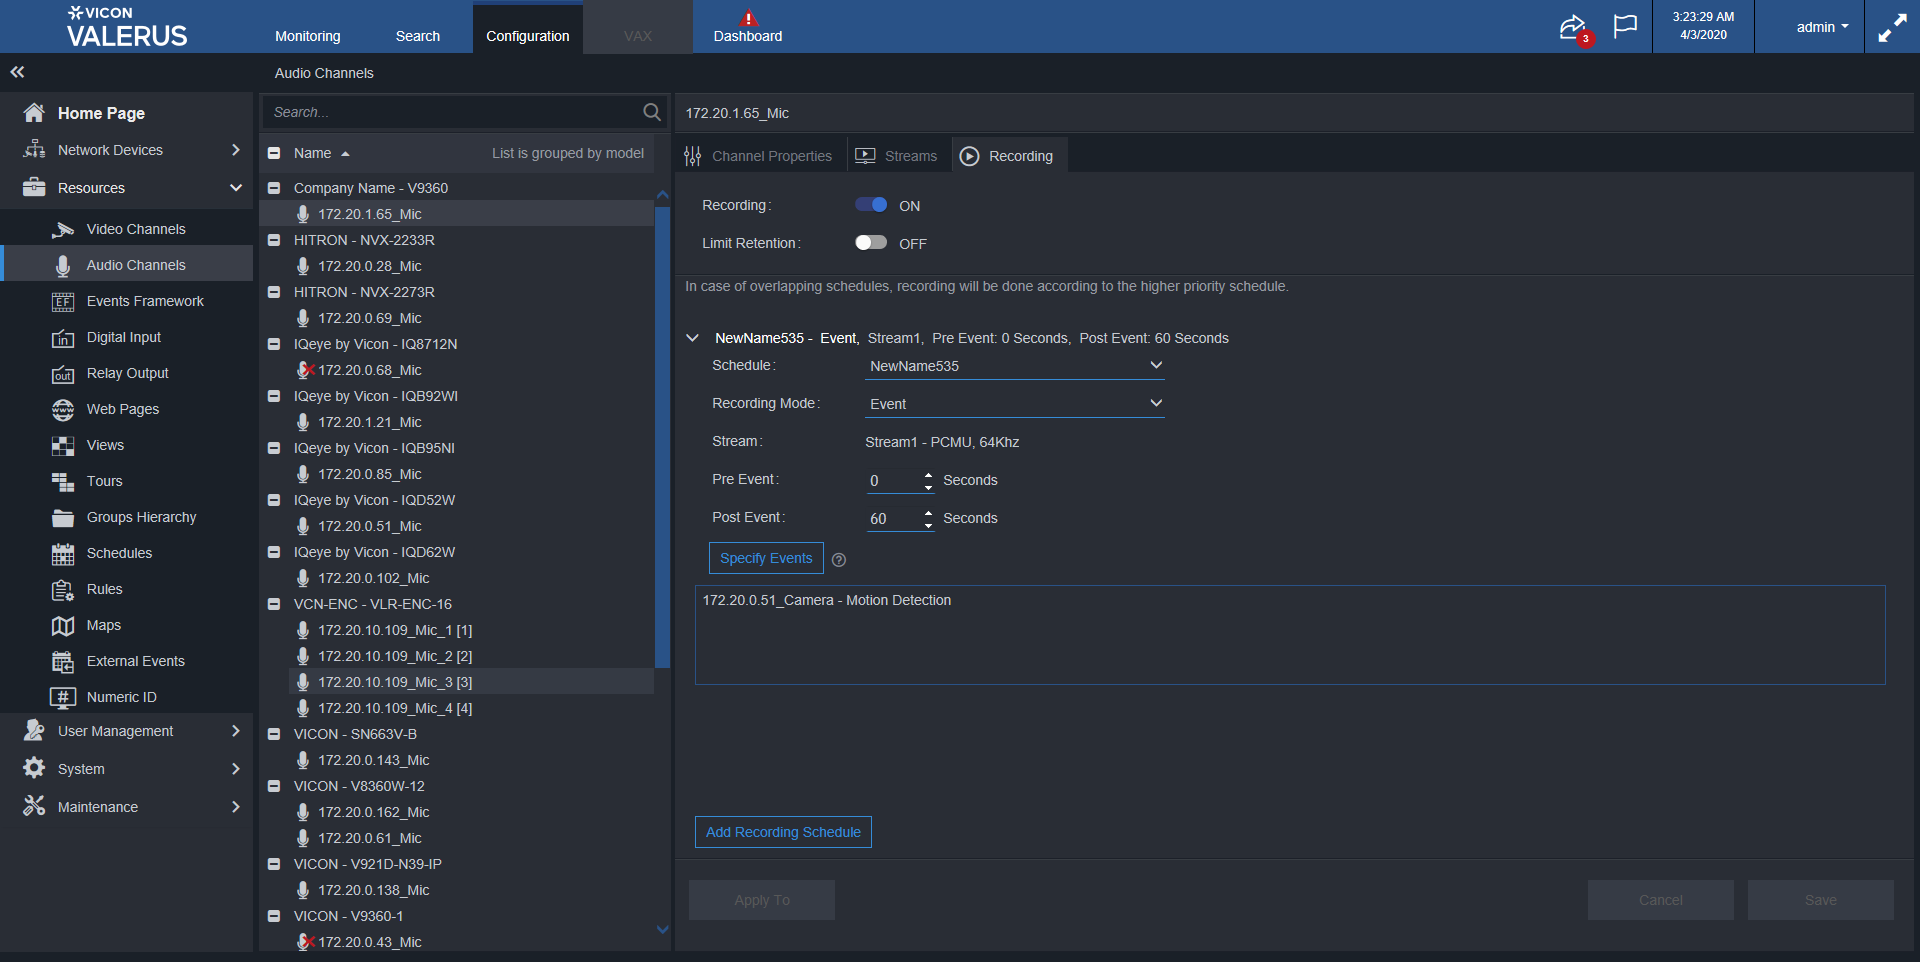 VICON
VALERUS
Monitoring
Search
Configuration
VAX
Dashboard
3
3:23:29 AM
4/3/2020
admin
Audio Channels
Home Page
Network Devices
Resources
Video Channels
Audio Channels
EF Events Framework
in Digital Input
out Relay Output
www Web Pages
Views
Tours
Groups Hierarchy
Schedules
Rules
Maps
External Events
# Numeric ID
User Management
System
Maintenance
Search...
Name
List is grouped by model
Company Name - V9360
172.20.1.65_Mic
HITRON - NVX-2233R
172.20.0.28_Mic
HITRON - NVX-2273R
172.20.0.69_Mic
IQeye by Vicon - IQ8712N
172.20.0.68_Mic
IQeye by Vicon - IQB92WI
172.20.1.21_Mic
IQeye by Vicon - IQB95NI
172.20.0.85_Mic
IQeye by Vicon - IQD52W
172.20.0.51_Mic
IQeye by Vicon - IQD62W
172.20.0.102_Mic
VCN-ENC - VLR-ENC-16
172.20.10.109_Mic_1 [1]
172.20.10.109_Mic_2 [2]
172.20.10.109_Mic_3 [3]
172.20.10.109_Mic_4 [4]
VICON - SN663V-B
172.20.0.143_Mic
VICON - V8360W-12
172.20.0.162_Mic
172.20.0.61_Mic
VICON - V921D-N39-IP
172.20.0.138_Mic
VICON - V9360-1
172.20.0.43_Mic
172.20.1.65_Mic
Channel Properties
Streams
Recording
Recording: ON
Limit Retention: OFF
In case of overlapping schedules, recording will be done according to the higher priority schedule.
NewName535 - Event, Stream1, Pre Event: 0 Seconds, Post Event: 60 Seconds
Schedule: NewName535
Recording Mode: Event
Stream: Stream1 - PCMU, 64Khz
Pre Event: 0 Seconds
Post Event: 60 Seconds
Specify Events ?
172.20.0.51_Camera - Motion Detection
Add Recording Schedule
Apply To
Cancel
Save